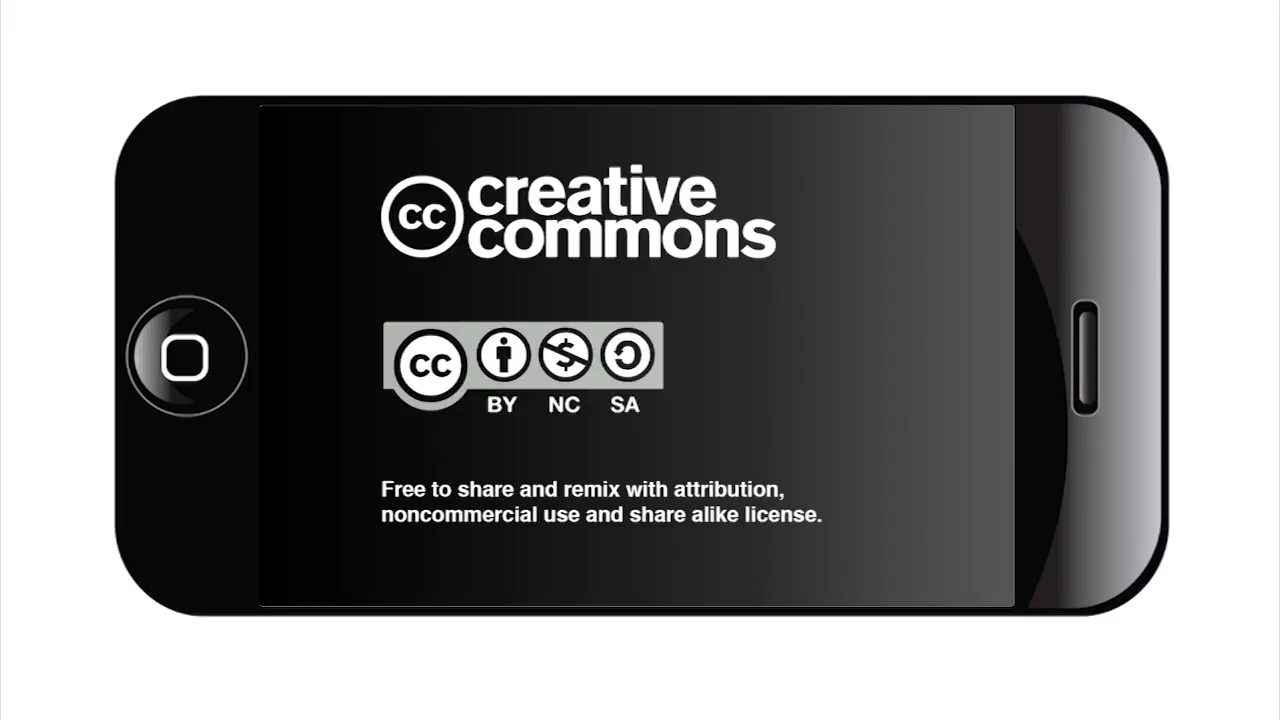 cc creative
commons
cc
BY NC SA
Free to share and remix with attribution,
noncommercial use and share alike license.